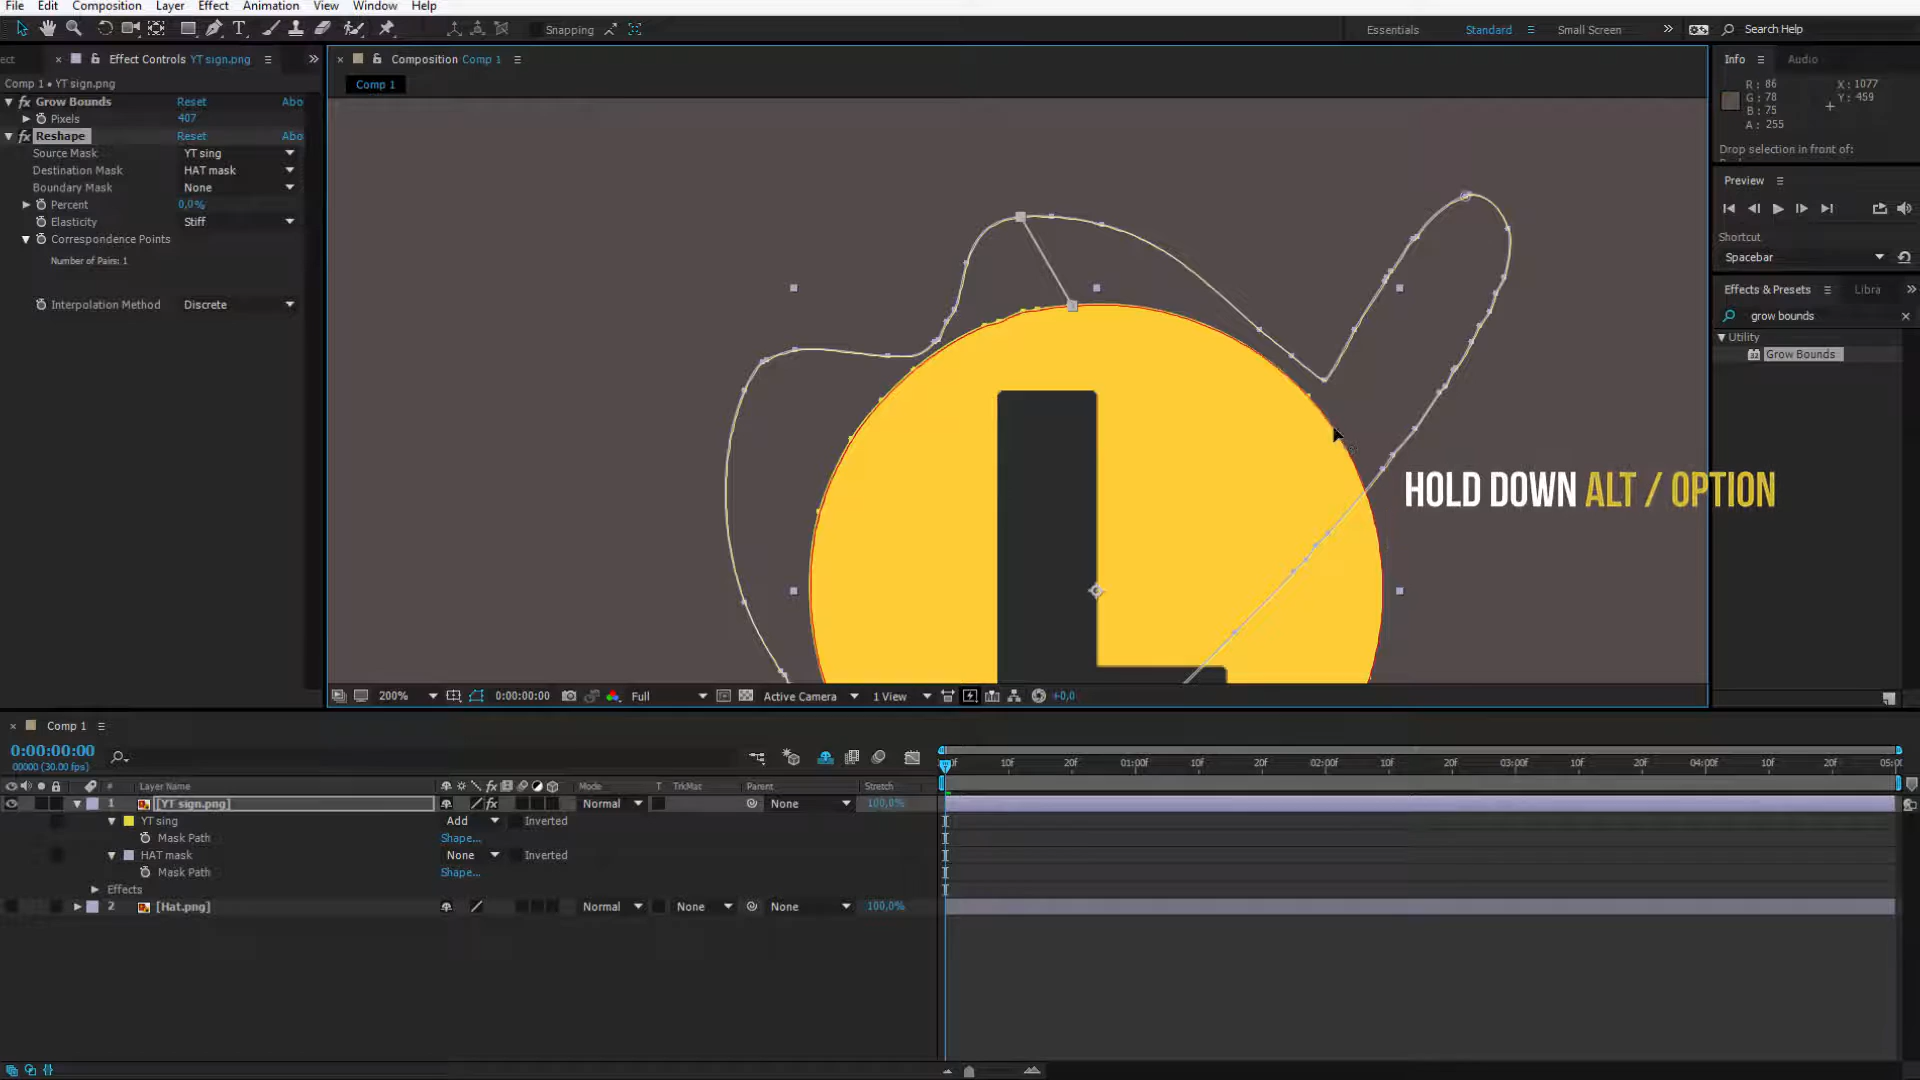 File Edit Composition Layer Effect Animation View Window Help
Snapping
Essentials Standard Small Screen Search Help
ect Effect Controls YT sign.png
Comp 1 • YT sign.png
fx Grow Bounds Reset Abo
Pixels 407
fx Reshape Reset Abo
Source Mask YT sing
Destination Mask HAT mask
Boundary Mask None
Percent 0,0%
Elasticity Stiff
Correspondence Points
Number of Pairs: 1
Interpolation Method Discrete
Composition Comp 1
Comp 1
HOLD DOWN ALT / OPTION
200% 0:00:00:00 Full Active Camera 1 View +0,0
Info Audio
R: 86 X: 1077
G: 78 Y: 459
B: 75
A: 255
Drop selection in front of:
Preview
Shortcut
Spacebar
Effects & Presets Libra
grow bounds
Utility
32 Grow Bounds
Comp 1
0:00:00:00
00000 (30.00 fps)
# Layer Name Mode T TrkMat Parent Stretch
0f 10f 20f 01:00f 10f 20f 02:00f 10f 20f 03:00f 10f 20f 04:00f 10f 20f 05:00
1 [YT sign.png] fx Normal None 100,0%
YT sing Add Inverted
Mask Path Shape...
HAT mask None Inverted
Mask Path Shape...
Effects
2 [Hat.png] Normal None None 100,0%